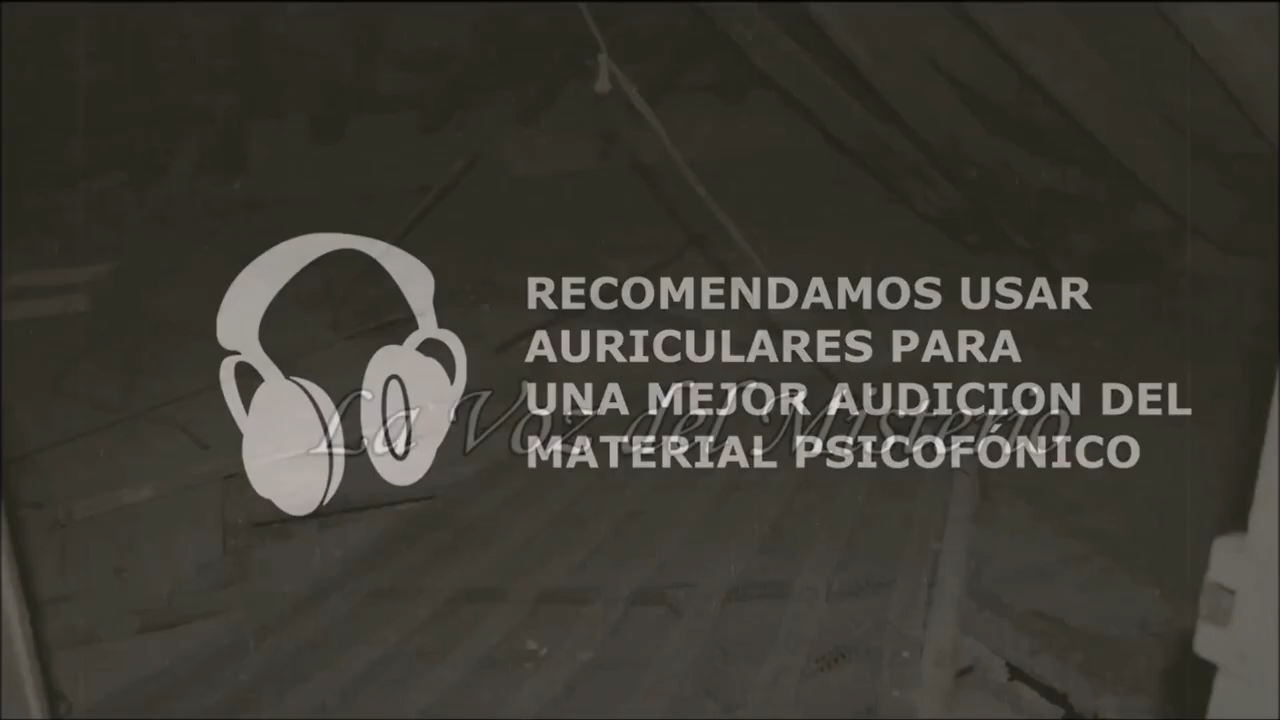 RECOMENDAMOS USAR
AURICULARES PARA
UNA MEJOR AUDICION DEL
La Voz del Misterio
MATERIAL PSICOFÓNICO